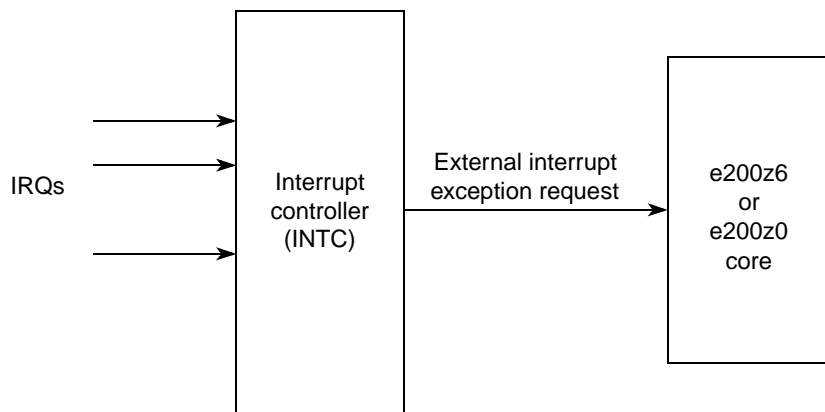 IRQs
Interrupt
controller
(INTC)
External interrupt
exception request
e200z6
or
e200z0
core